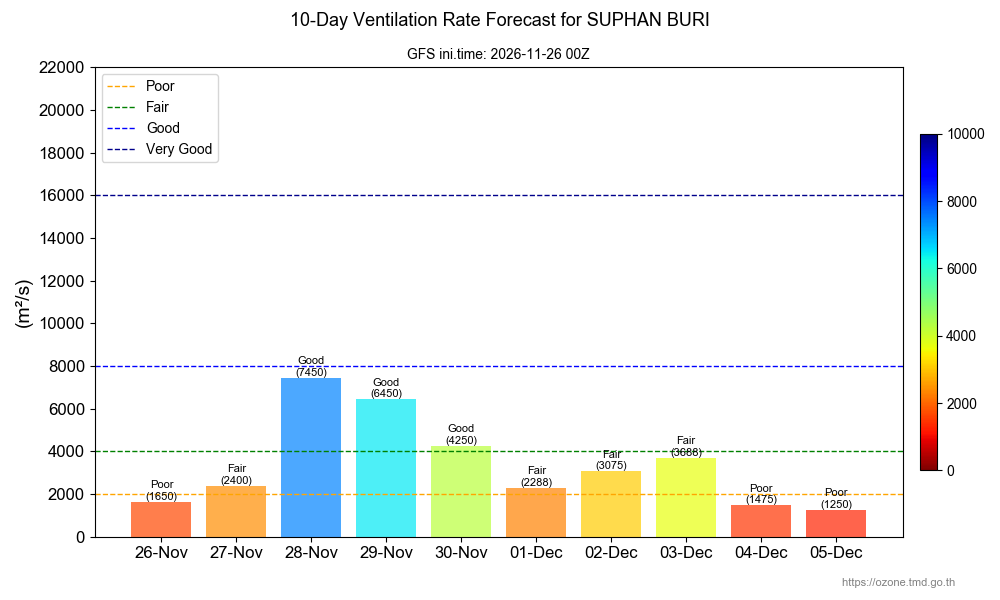 10-Day Ventilation Rate Forecast for SUPHAN BURI
GFS ini.time: 2026-11-26 00Z
(m²/s)
22000
20000
18000
16000
14000
12000
10000
8000
6000
4000
2000
0
Poor
Fair
Good
Very Good
Poor
(1650)
Fair
(2400)
Good
(7450)
Good
(6450)
Good
(4250)
Fair
(2288)
Fair
(3075)
Fair
(3688)
Poor
(1475)
Poor
(1250)
26-Nov
27-Nov
28-Nov
29-Nov
30-Nov
01-Dec
02-Dec
03-Dec
04-Dec
05-Dec
10000
8000
6000
4000
2000
0
https://ozone.tmd.go.th